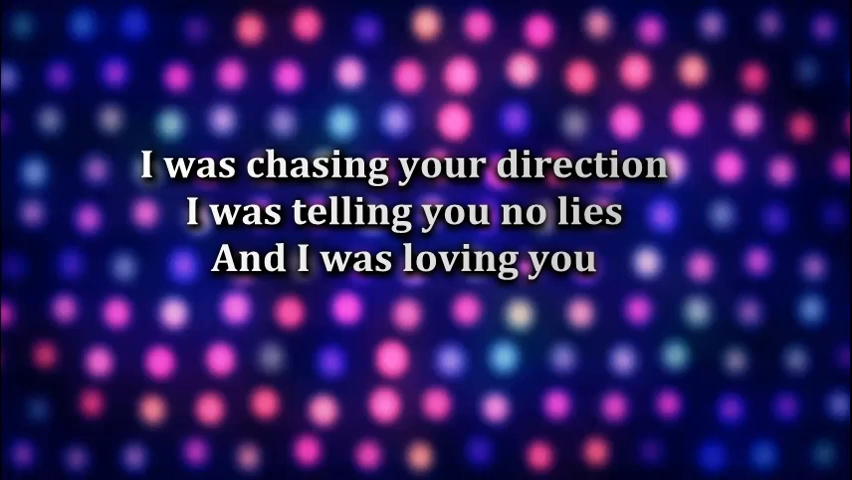 I was chasing your direction
I was telling you no lies
And I was loving you